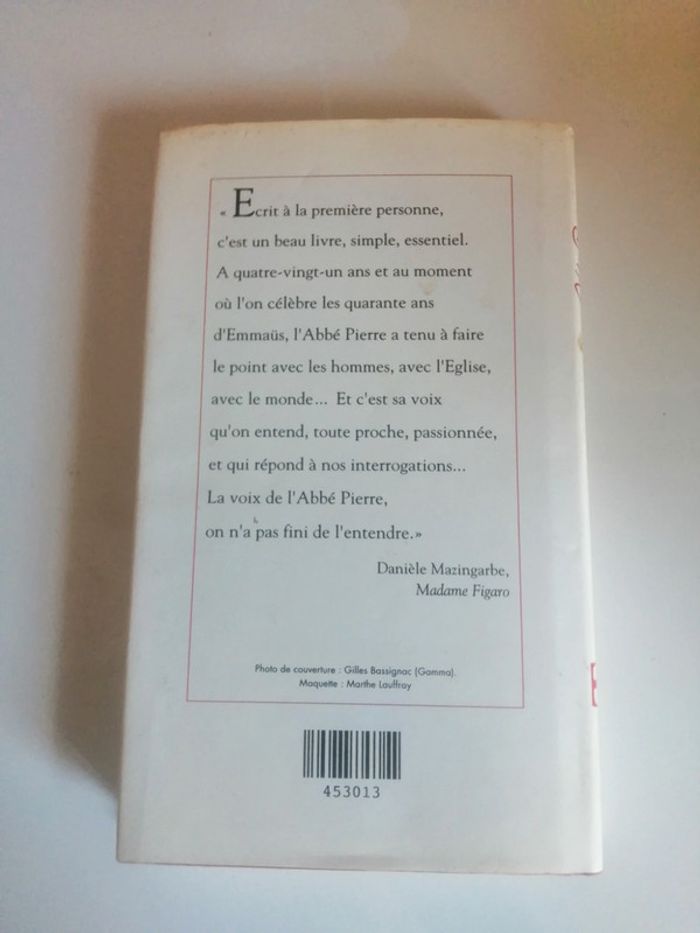 « Ecrit à la première personne,
c'est un beau livre, simple, essentiel.
A quatre-vingt-un ans et au moment
où l'on célèbre les quarante ans
d'Emmaüs, l'Abbé Pierre a tenu à faire
le point avec les hommes, avec l'Eglise,
avec le monde... Et c'est sa voix
qu'on entend, toute proche, passionnée,
et qui répond à nos interrogations...
La voix de l'Abbé Pierre,
on n'a pas fini de l'entendre.»
Danièle Mazingarbe,
Madame Figaro
Photo de couverture : Gilles Bassignac (Gamma).
Maquette : Marthe Lauffray
453013